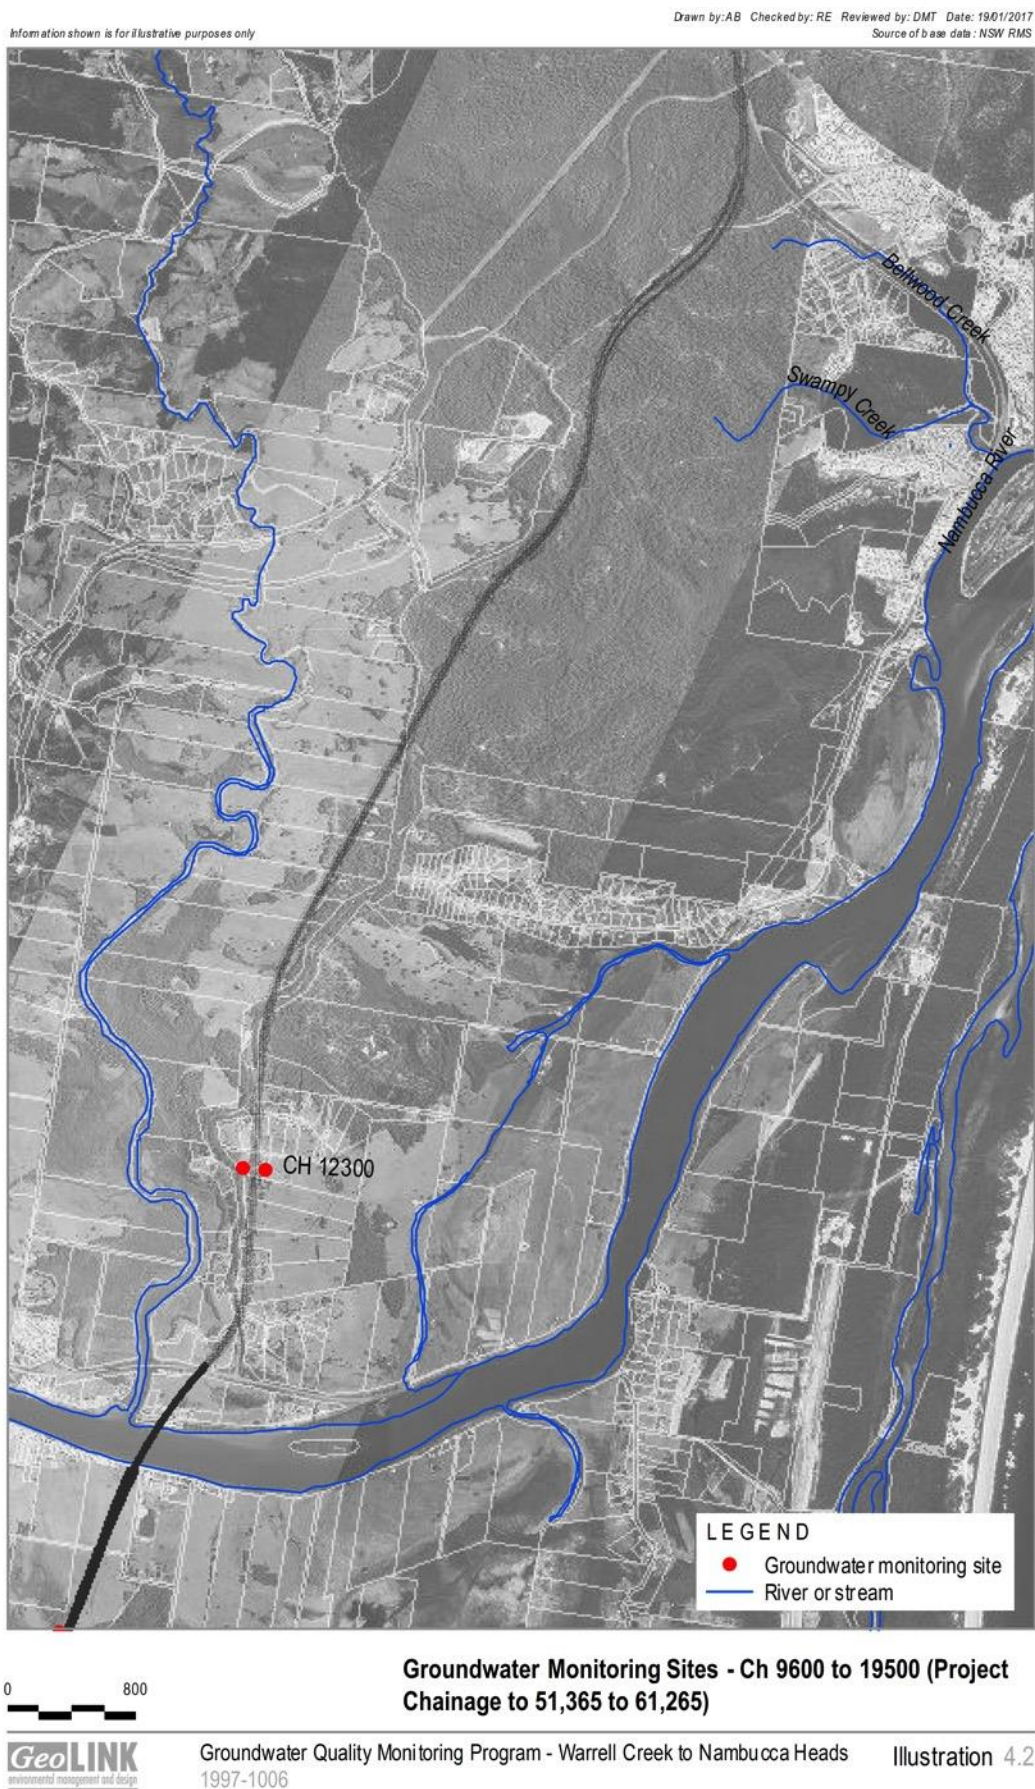 Drawn by: AB Checked by: RE Reviewed by: DMT Date: 19/01/2017
Information shown is for illustrative purposes only
Source of base data: NSW RMS
Bellwood Creek
Swampy Creek
Nambucca River
CH 12300
LEGEND
Groundwater monitoring site
River or stream
0 800
Groundwater Monitoring Sites - Ch 9600 to 19500 (Project
Chainage to 51,365 to 61,265)
GeoLINK
environmental management and design
Groundwater Quality Monitoring Program - Warrell Creek to Nambucca Heads
1997-1006
Illustration 4.2